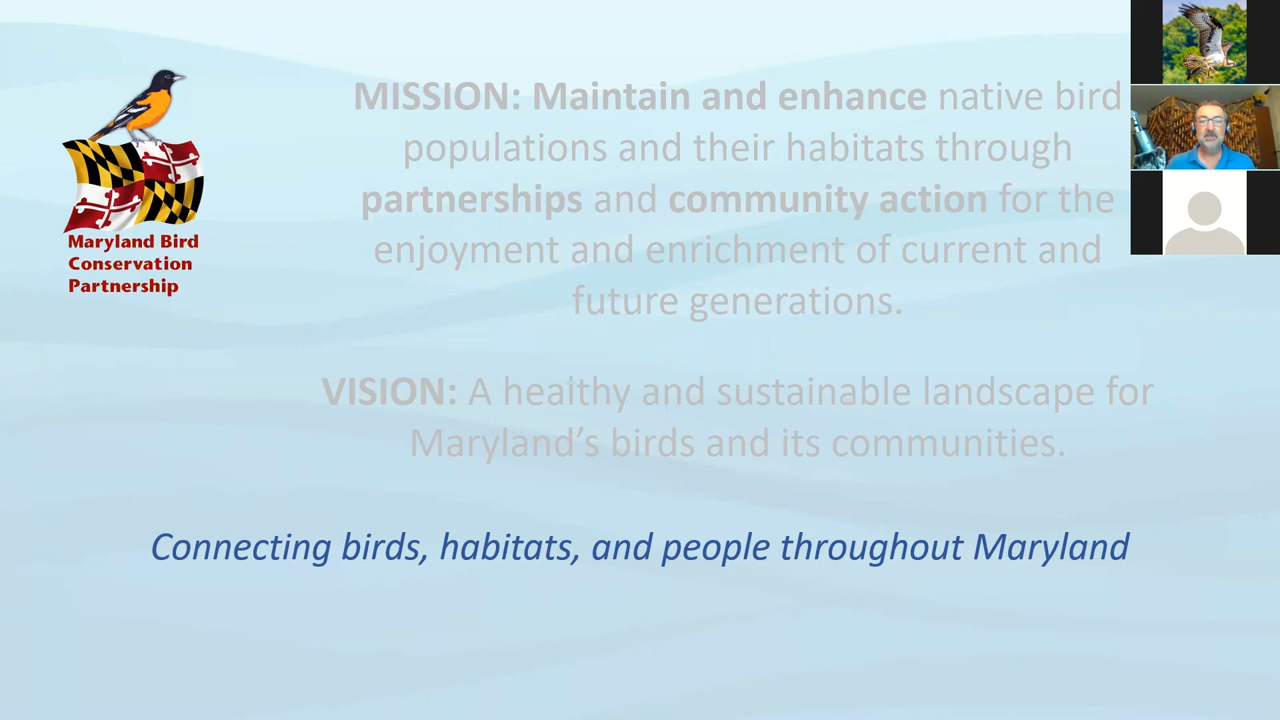 Maryland Bird
Conservation
Partnership
MISSION: Maintain and enhance native bird
populations and their habitats through
partnerships and community action for the
enjoyment and enrichment of current and
future generations.
VISION: A healthy and sustainable landscape for
Maryland’s birds and its communities.
Connecting birds, habitats, and people throughout Maryland